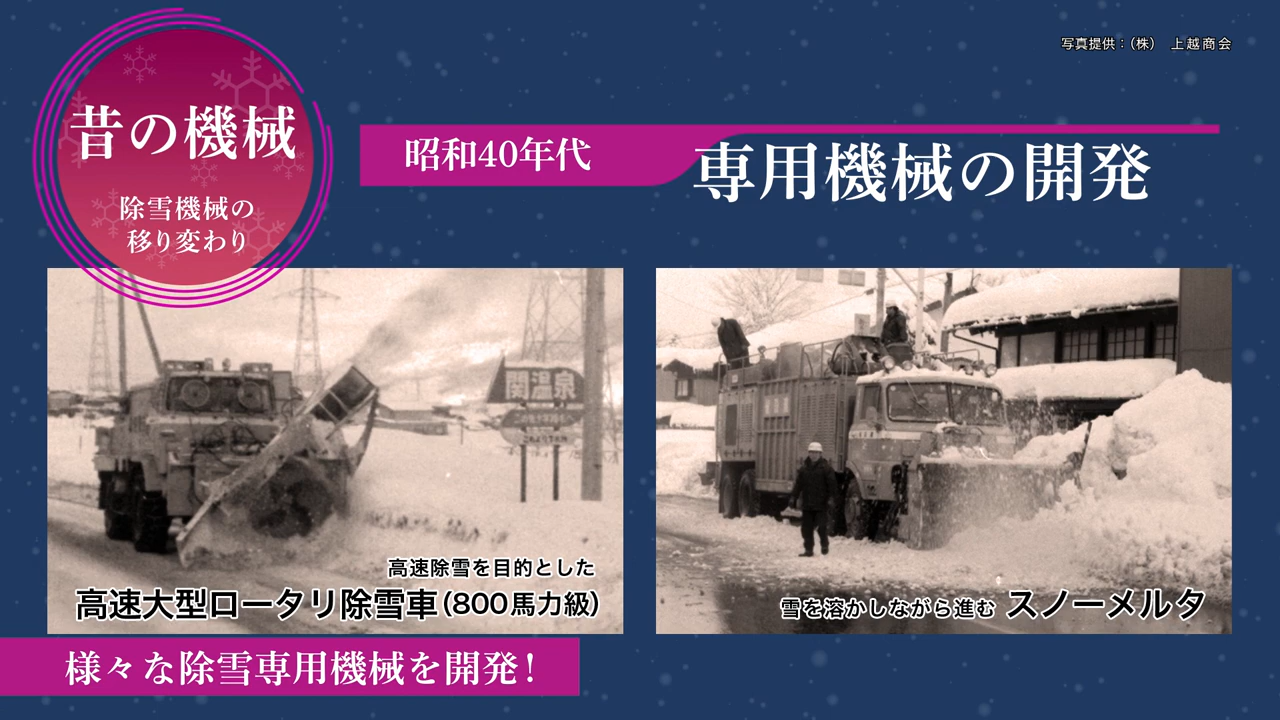 写真提供：（株）　上越商会
昔の機械
除雪機械の
移り変わり
昭和40年代
専用機械の開発
関温泉
高速除雪を目的とした
高速大型ロータリ除雪車（800馬力級）
雪を溶かしながら進む スノーメルタ
様々な除雪専用機械を開発！